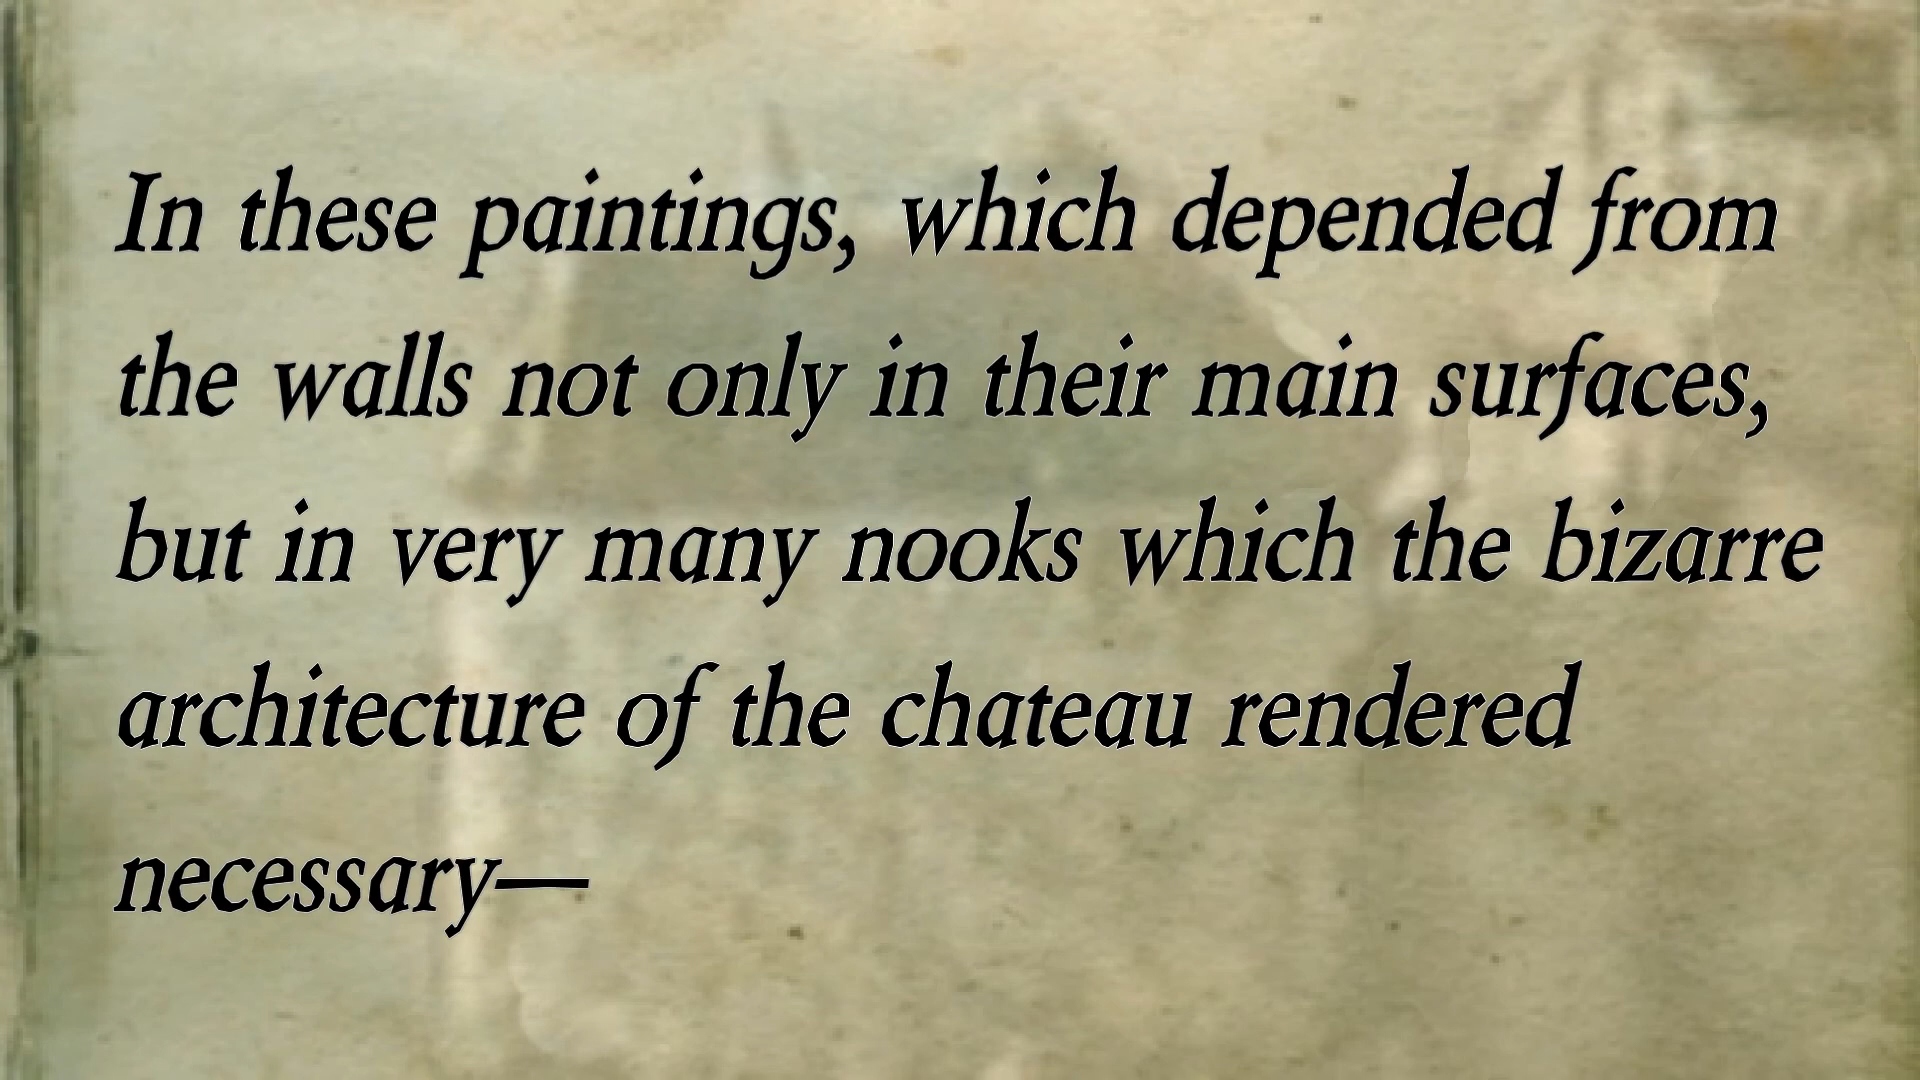 In these paintings, which depended from
the walls not only in their main surfaces,
but in very many nooks which the bizarre
architecture of the chateau rendered
necessary—